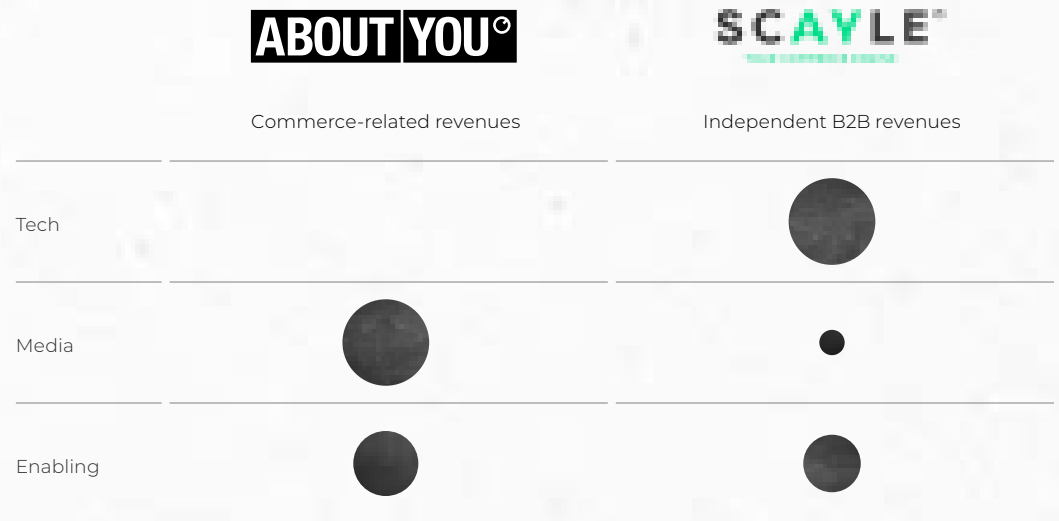 ABOUT YOU°
SCAYLE
Commerce-related revenues
Independent B2B revenues
Tech
Media
Enabling